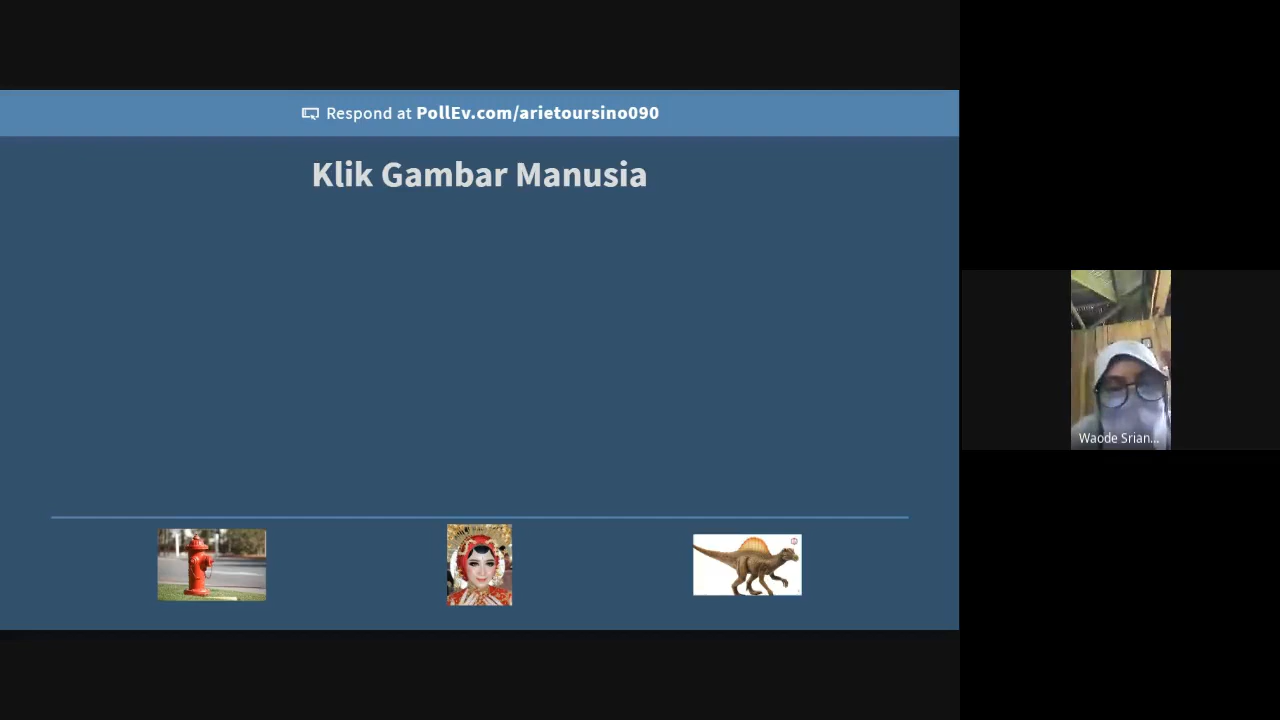 Respond at PollEv.com/arietoursino090
Klik Gambar Manusia
Waode Srian...